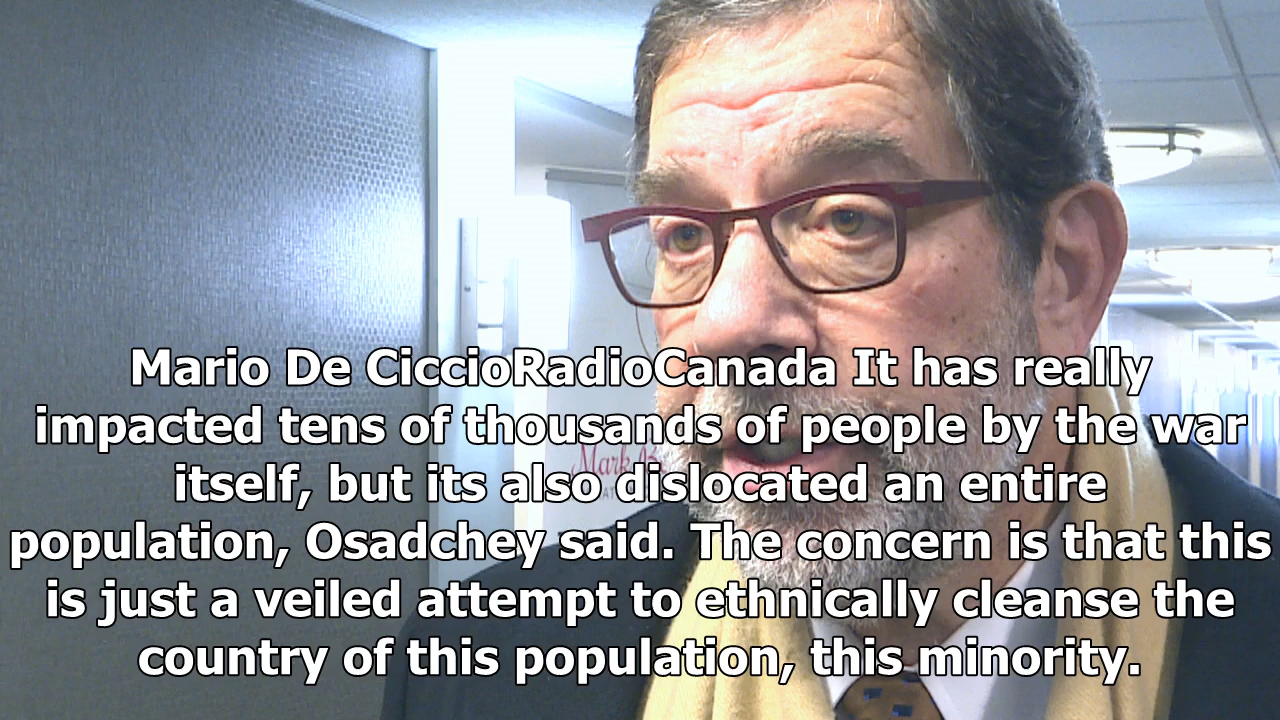 Mario De CiccioRadioCanada It has really
impacted tens of thousands of people by the war
itself, but its also dislocated an entire
population, Osadchey said. The concern is that this
is just a veiled attempt to ethnically cleanse the
country of this population, this minority.
Mark